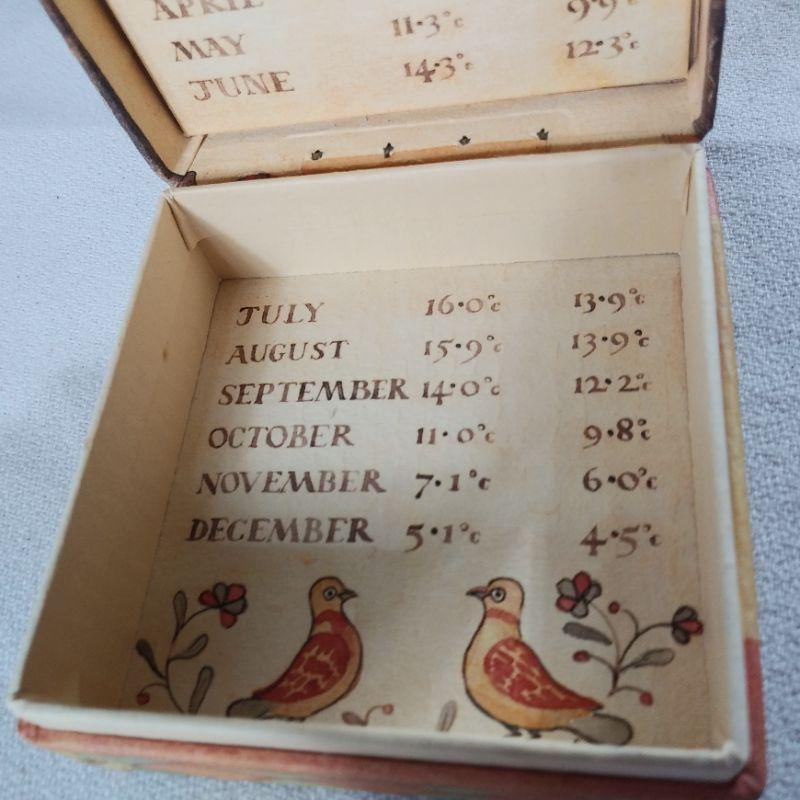 APRIL 9·9°c
MAY 11·3°c 12·3°c
JUNE 14·3°c
JULY 16·0°c 13·9°c
AUGUST 15·9°c 13·9°c
SEPTEMBER 14·0°c 12·2°c
OCTOBER 11·0°c 9·8°c
NOVEMBER 7·1°c 6·0°c
DECEMBER 5·1°c 4·5°c